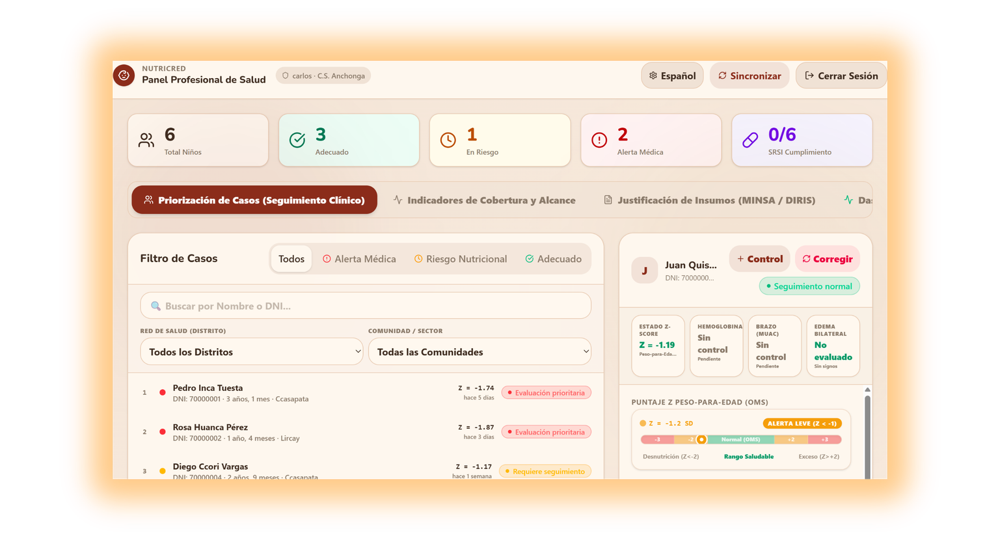 NUTRICRED
Panel Profesional de Salud
carlos · C.S. Anchonga
Español
Sincronizar
Cerrar Sesión
6
Total Niños
3
Adecuado
1
En Riesgo
2
Alerta Médica
0/6
SRSI Cumplimiento
Priorización de Casos (Seguimiento Clínico)
Indicadores de Cobertura y Alcance
Justificación de Insumos (MINSA / DIRIS)
Das
Filtro de Casos
Todos
Alerta Médica
Riesgo Nutricional
Adecuado
Buscar por Nombre o DNI...
RED DE SALUD (DISTRITO)
COMUNIDAD / SECTOR
Todos los Distritos
Todas las Comunidades
1
Pedro Inca Tuesta
DNI: 70000001 · 3 años, 1 mes · Ccasapata
Z = -1.74
hace 5 días
Evaluación prioritaria
2
Rosa Huanca Pérez
DNI: 70000002 · 1 año, 4 meses · Lircay
Z = -1.87
hace 3 días
Evaluación prioritaria
3
Diego Ccori Vargas
DNI: 70000004 · 2 años, 9 meses · Ccasapata
Z = -1.17
hace 1 semana
Requiere seguimiento
J
Juan Quis...
DNI: 7000000...
+ Control
Corregir
Seguimiento normal
ESTADO Z-
SCORE
Z = -1.19
Peso-para-Eda...
HEMOGLOBINA
Sin
control
Pendiente
BRAZO
(MUAC)
Sin
control
Pendiente
EDEMA
BILATERAL
No
evaluado
Sin signos
PUNTAJE Z PESO-PARA-EDAD (OMS)
Z = -1.2 SD
ALERTA LEVE (Z < -1)
-3
-2
Normal (OMS)
+2
+3
Desnutrición (Z<-2)
Rango Saludable
Exceso (Z>+2)